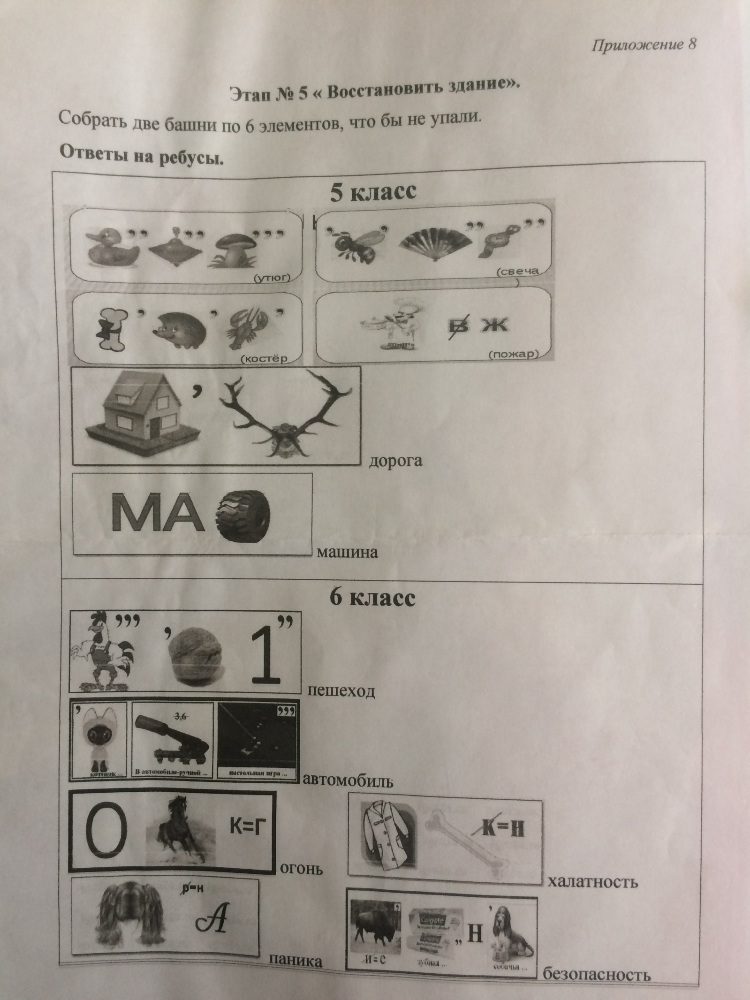 Приложение 8
Этап № 5 « Восстановить здание».
Собрать две башни по 6 элементов, что бы не упали.
Ответы на ребусы.
5 класс
,, ,, ,,,
(утюг)
, , ,, ,,
(свеча
)
, , ,
(костёр
В Ж
(пожар)
,
дорога
МА
машина
6 класс
,,, , 1 ,,
пешеход
, 3,6 ,,,
котенок ... В автомобиле-ручной ... настольная игра ...
автомобиль
О К=Г
огонь
К=Н
халатность
р=н
А
паника
, Colgate ,, Н ,
И=С зубная ... собачья ...
безопасность